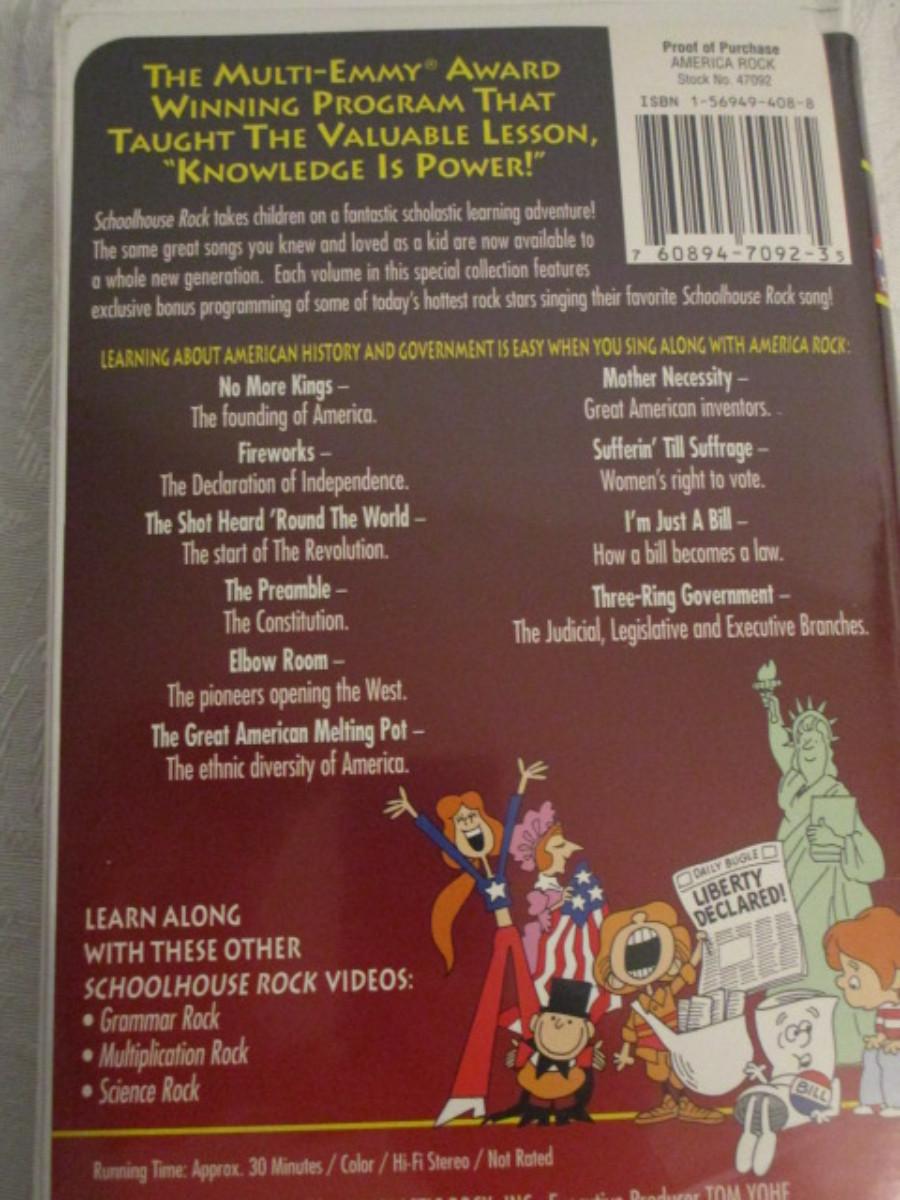 THE MULTI-EMMY® AWARD
WINNING PROGRAM THAT
TAUGHT THE VALUABLE LESSON,
“KNOWLEDGE IS POWER!”
Proof of Purchase
AMERICA ROCK
Stock No. 47092
ISBN 1-56949-408-8
7 60894-7092-3 5
Schoolhouse Rock takes children on a fantastic scholastic learning adventure!
The same great songs you knew and loved as a kid are now available to
a whole new generation. Each volume in this special collection features
exclusive bonus programming of some of today's hottest rock stars singing their favorite Schoolhouse Rock song!
LEARNING ABOUT AMERICAN HISTORY AND GOVERNMENT IS EASY WHEN YOU SING ALONG WITH AMERICA ROCK:
No More Kings –
The founding of America.
Fireworks –
The Declaration of Independence.
The Shot Heard 'Round The World –
The start of The Revolution.
The Preamble –
The Constitution.
Elbow Room –
The pioneers opening the West.
The Great American Melting Pot –
The ethnic diversity of America.
Mother Necessity –
Great American inventors.
Sufferin' Till Suffrage –
Women's right to vote.
I'm Just A Bill –
How a bill becomes a law.
Three-Ring Government –
The Judicial, Legislative and Executive Branches.
DAILY BUGLE
LIBERTY
DECLARED!
BILL
LEARN ALONG
WITH THESE OTHER
SCHOOLHOUSE ROCK VIDEOS:
• Grammar Rock
• Multiplication Rock
• Science Rock
Running Time: Approx. 30 Minutes / Color / Hi-Fi Stereo / Not Rated
ROCK, INC. Executive Producer TOM YOHE